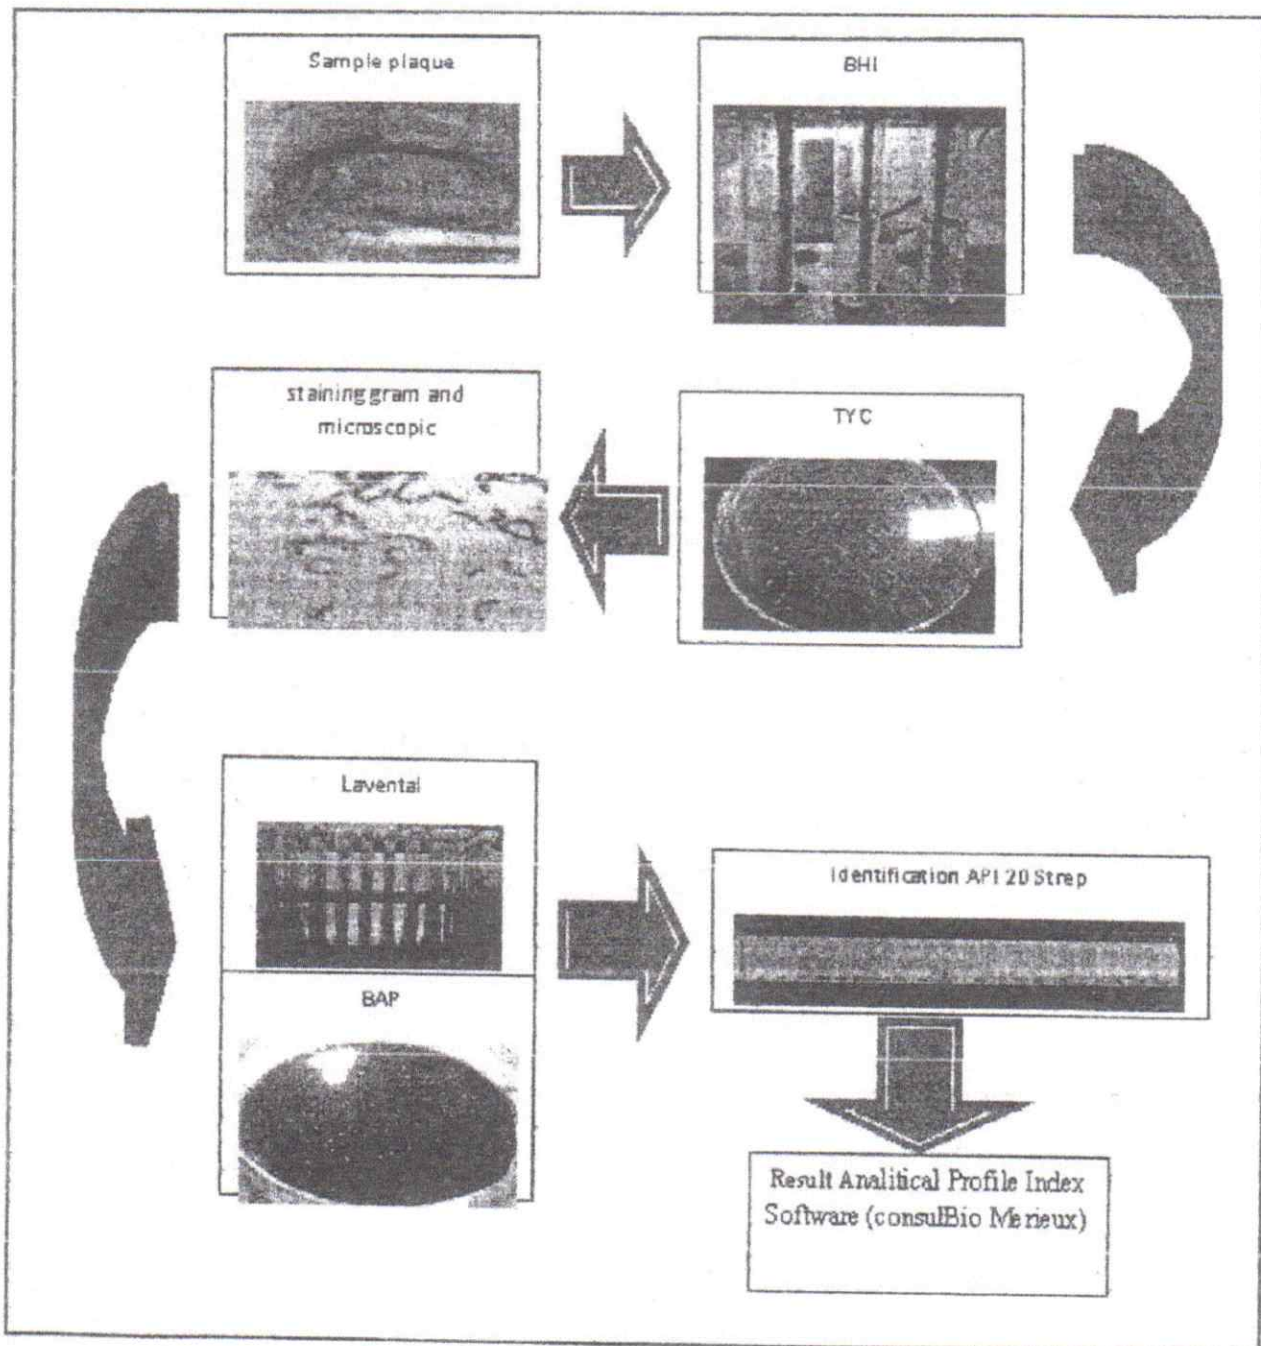 Sample plaque
BHI
TYC
staining gram and
microscopic
Lavental
BAP
Identification API 20 Strep
Result Analitical Profile Index
Software (consulBio Merieux)